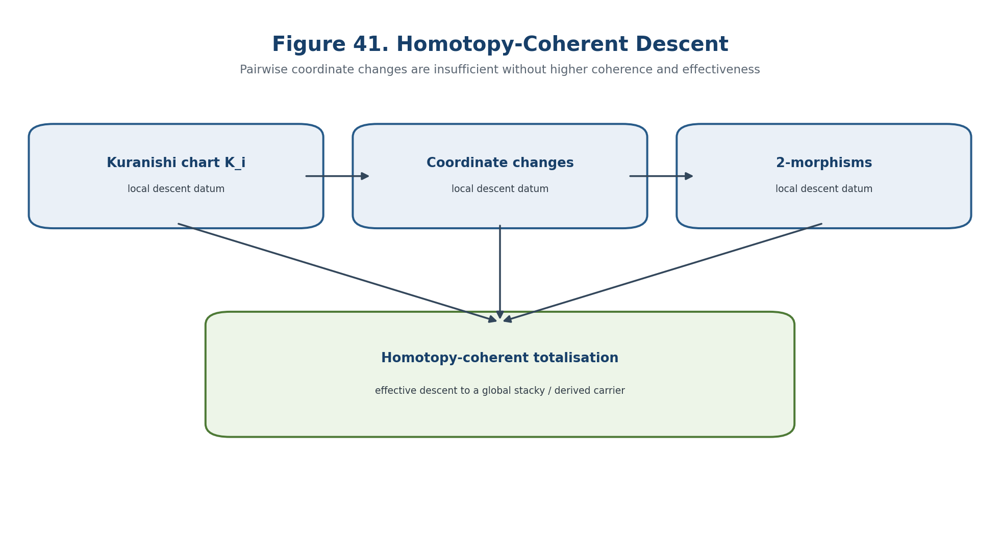 Figure 41. Homotopy-Coherent Descent
Pairwise coordinate changes are insufficient without higher coherence and effectiveness
Kuranishi chart K_i
local descent datum
Coordinate changes
local descent datum
2-morphisms
local descent datum
Homotopy-coherent totalisation
effective descent to a global stacky / derived carrier